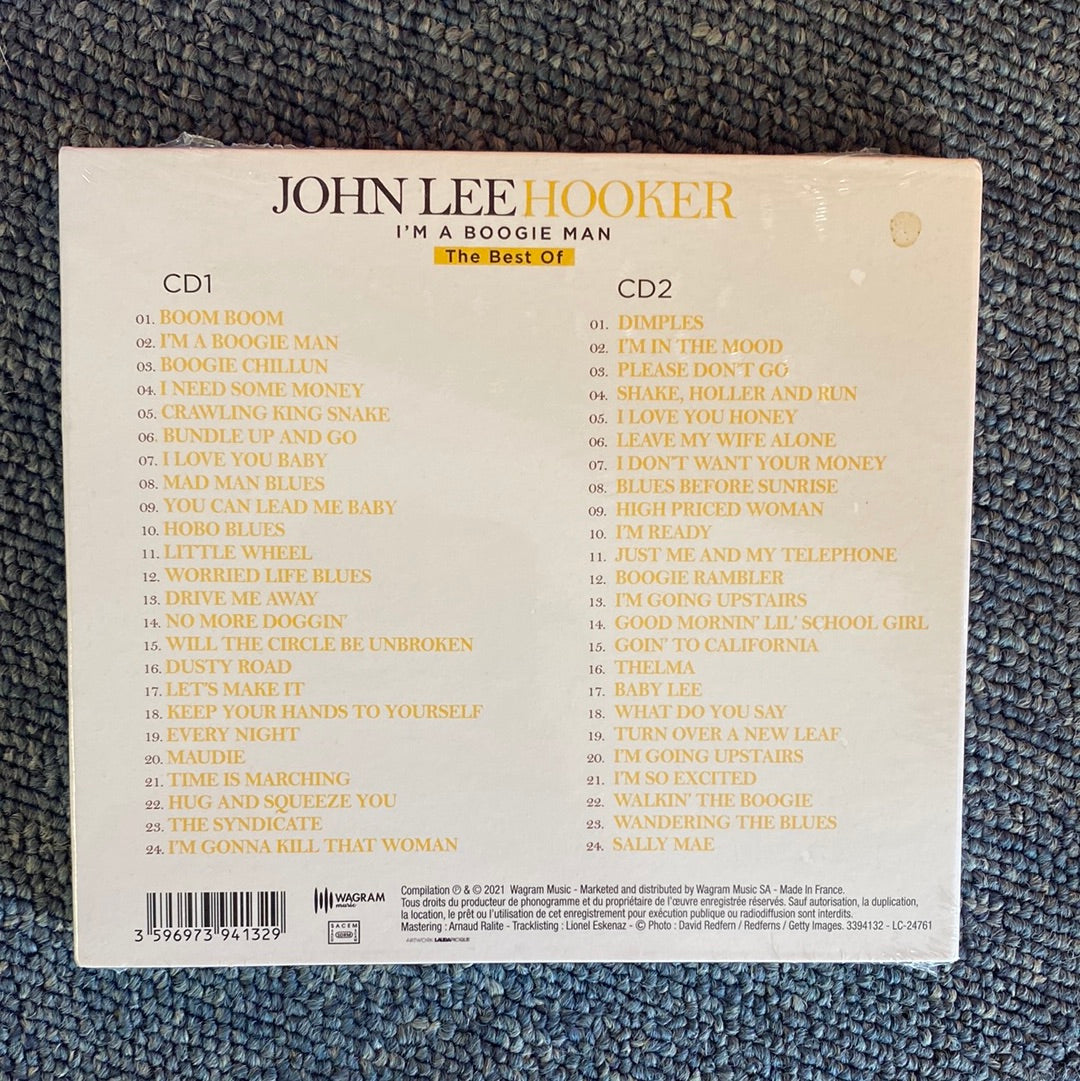 JOHN LEE HOOKER
I'M A BOOGIE MAN
The Best Of
CD1
01. BOOM BOOM
02. I'M A BOOGIE MAN
03. BOOGIE CHILLUN
04. I NEED SOME MONEY
05. CRAWLING KING SNAKE
06. BUNDLE UP AND GO
07. I LOVE YOU BABY
08. MAD MAN BLUES
09. YOU CAN LEAD ME BABY
10. HOBO BLUES
11. LITTLE WHEEL
12. WORRIED LIFE BLUES
13. DRIVE ME AWAY
14. NO MORE DOGGIN'
15. WILL THE CIRCLE BE UNBROKEN
16. DUSTY ROAD
17. LET'S MAKE IT
18. KEEP YOUR HANDS TO YOURSELF
19. EVERY NIGHT
20. MAUDIE
21. TIME IS MARCHING
22. HUG AND SQUEEZE YOU
23. THE SYNDICATE
24. I'M GONNA KILL THAT WOMAN
CD2
01. DIMPLES
02. I'M IN THE MOOD
03. PLEASE DON'T GO
04. SHAKE, HOLLER AND RUN
05. I LOVE YOU HONEY
06. LEAVE MY WIFE ALONE
07. I DON'T WANT YOUR MONEY
08. BLUES BEFORE SUNRISE
09. HIGH PRICED WOMAN
10. I'M READY
11. JUST ME AND MY TELEPHONE
12. BOOGIE RAMBLER
13. I'M GOING UPSTAIRS
14. GOOD MORNIN' LIL' SCHOOL GIRL
15. GOIN' TO CALIFORNIA
16. THELMA
17. BABY LEE
18. WHAT DO YOU SAY
19. TURN OVER A NEW LEAF
20. I'M GOING UPSTAIRS
21. I'M SO EXCITED
22. WALKIN' THE BOOGIE
23. WANDERING THE BLUES
24. SALLY MAE
3 596973 941329
WAGRAM
music
SACEM
Compilation ℗ & © 2021 Wagram Music - Marketed and distributed by Wagram Music SA - Made In France.
Tous droits du producteur de phonogramme et du propriétaire de l'œuvre enregistrée réservés. Sauf autorisation, la duplication,
la location, le prêt ou l'utilisation de cet enregistrement pour exécution publique ou radiodiffusion sont interdits.
Mastering : Arnaud Ralite - Tracklisting : Lionel Eskenaz - © Photo : David Redfern / Redferns / Getty Images. 3394132 - LC-24761